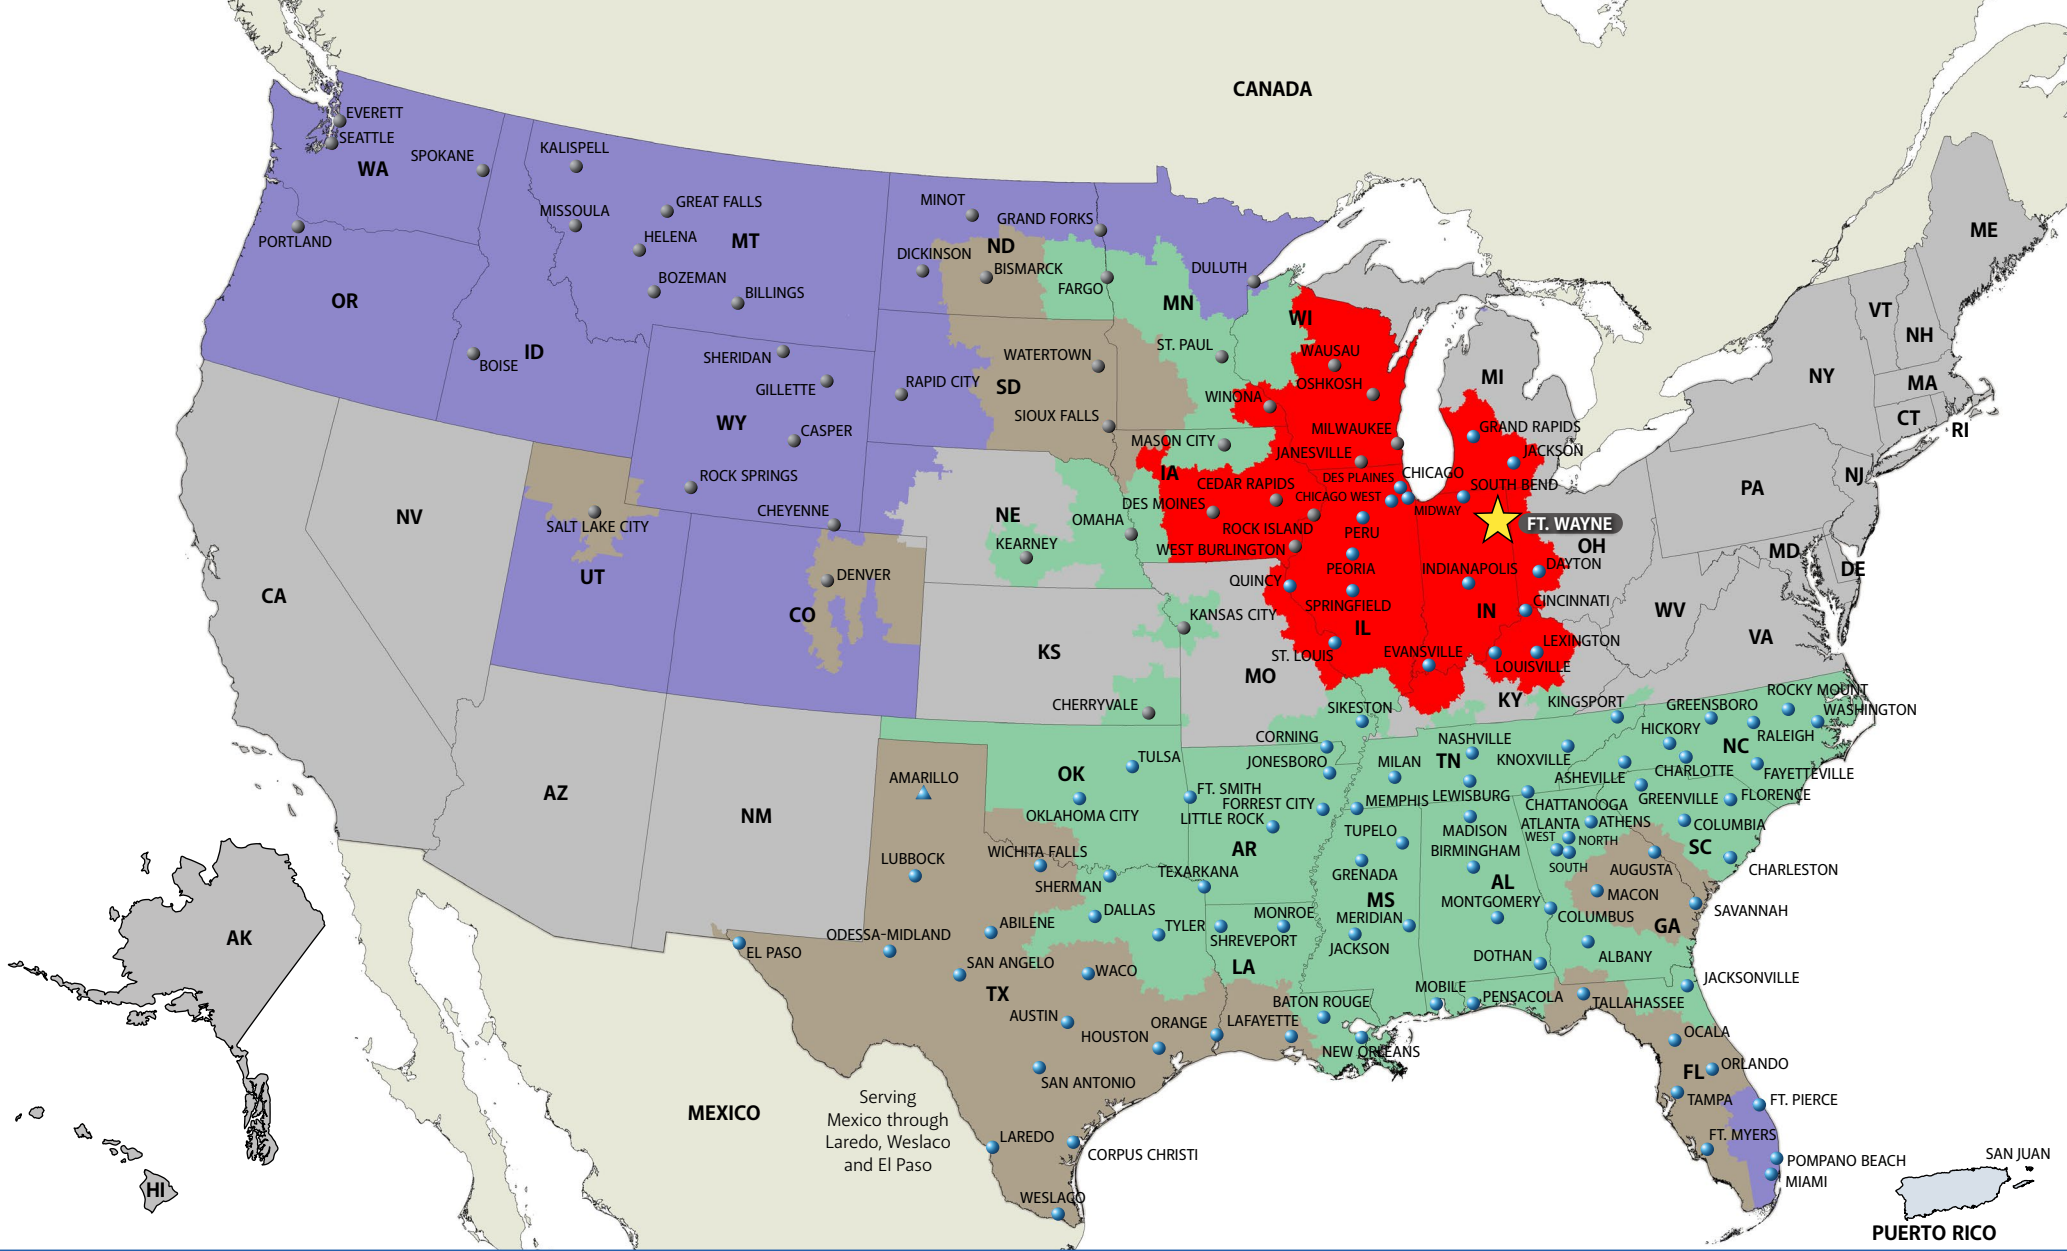 CANADA
EVERETT
SEATTLE
SPOKANE
WA
KALISPELL
GREAT FALLS
MISSOULA
HELENA
MT
PORTLAND
BOZEMAN
BILLINGS
OR
ID
BOISE
MINOT
GRAND FORKS
ND
DICKINSON
BISMARCK
FARGO
DULUTH
MN
WI
ME
VT
NH
SHERIDAN
GILLETTE
WY
CASPER
ROCK SPRINGS
CHEYENNE
WATERTOWN
RAPID CITY
SD
SIOUX FALLS
ST. PAUL
WAUSAU
OSHKOSH
WINONA
MI
NY
MA
CT
RI
MASON CITY
MILWAUKEE
JANESVILLE
GRAND RAPIDS
JACKSON
IA
CEDAR RAPIDS
DES PLAINES
CHICAGO
CHICAGO WEST
MIDWAY
SOUTH BEND
DES MOINES
ROCK ISLAND
PERU
FT. WAYNE
OH
PA
NJ
NV
SALT LAKE CITY
UT
NE
OMAHA
KEARNEY
WEST BURLINGTON
PEORIA
INDIANAPOLIS
DAYTON
MD
DE
CA
DENVER
CO
QUINCY
SPRINGFIELD
IL
IN
CINCINNATI
WV
VA
KANSAS CITY
KS
ST. LOUIS
EVANSVILLE
LEXINGTON
LOUISVILLE
MO
KY
CHERRYVALE
SIKESTON
KINGSPORT
GREENSBORO
ROCKY MOUNT
WASHINGTON
HICKORY
RALEIGH
NC
CORNING
NASHVILLE
TN
KNOXVILLE
TULSA
JONESBORO
MILAN
ASHEVILLE
CHARLOTTE
FAYETTEVILLE
AZ
NM
AMARILLO
OK
OKLAHOMA CITY
FT. SMITH
FORREST CITY
LITTLE ROCK
MEMPHIS
LEWISBURG
CHATTANOOGA
GREENVILLE
FLORENCE
TUPELO
MADISON
ATLANTA
WEST
NORTH
SOUTH
ATHENS
COLUMBIA
SC
LUBBOCK
WICHITA FALLS
AR
BIRMINGHAM
SHERMAN
TEXARKANA
GRENADA
AL
AUGUSTA
CHARLESTON
MS
MONTGOMERY
MACON
DALLAS
ABILENE
TYLER
MONROE
SHREVEPORT
MERIDIAN
JACKSON
COLUMBUS
GA
SAVANNAH
EL PASO
ODESSA-MIDLAND
SAN ANGELO
WACO
LA
DOTHAN
ALBANY
TX
AUSTIN
HOUSTON
ORANGE
LAFAYETTE
BATON ROUGE
NEW ORLEANS
MOBILE
PENSACOLA
TALLAHASSEE
JACKSONVILLE
OCALA
SAN ANTONIO
FL
ORLANDO
TAMPA
FT. PIERCE
FT. MYERS
POMPANO BEACH
MIAMI
AK
HI
MEXICO
Serving
Mexico through
Laredo, Weslaco
and El Paso
LAREDO
CORPUS CHRISTI
WESLACO
SAN JUAN
PUERTO RICO